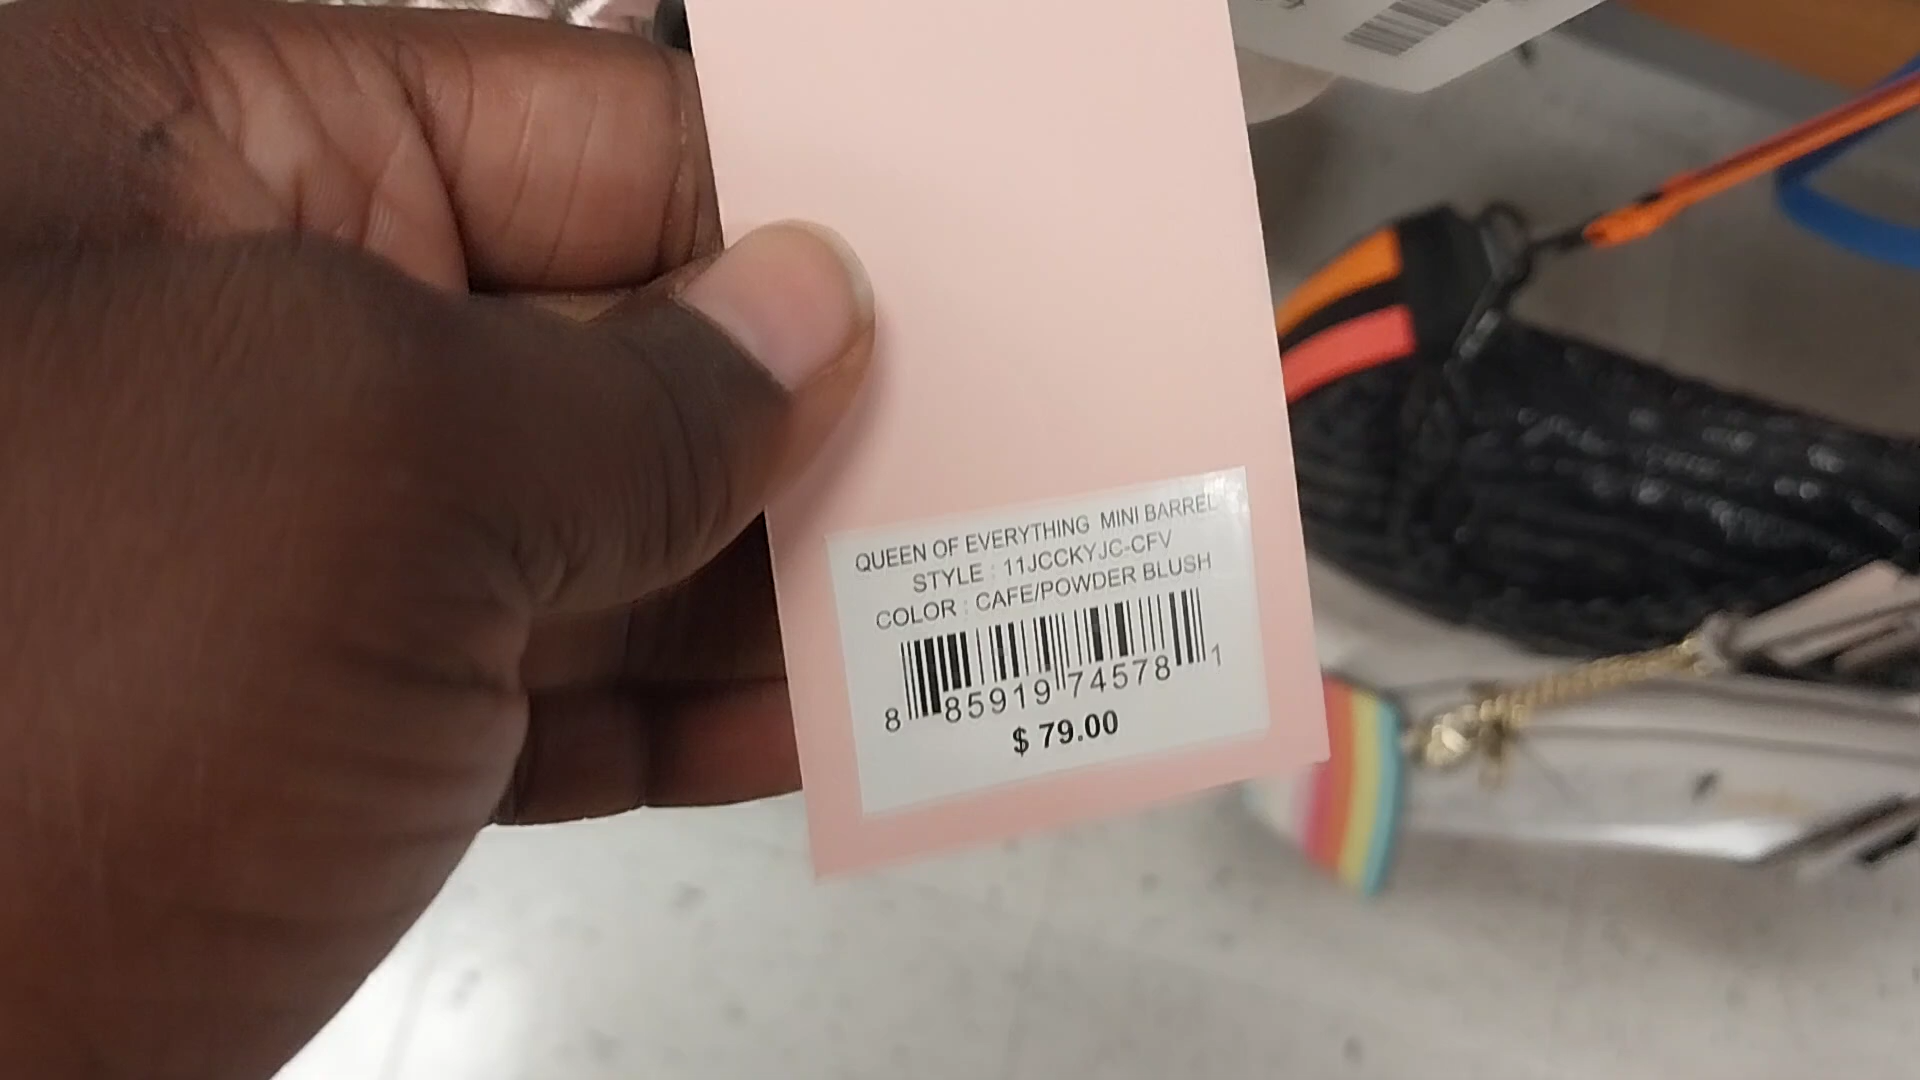 QUEEN OF EVERYTHING MINI BARREL
STYLE : 11JCCKYJC-CFV
COLOR : CAFE/POWDER BLUSH
8 85919 74578 1
$ 79.00